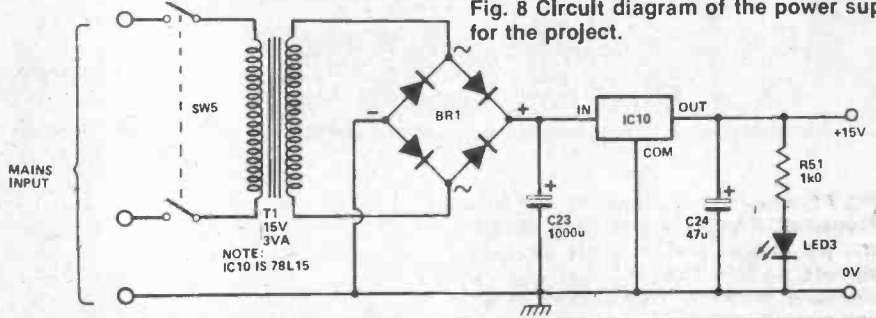 Fig. 8 Circuit diagram of the power sup
for the project.
SW5
MAINS
INPUT
T1
15V
3VA
NOTE:
IC10 IS 78L15
~
−
BR1
+
~
IN
IC10
OUT
COM
+
C23
1000u
+
C24
47u
+15V
R51
1k0
LED3
0V